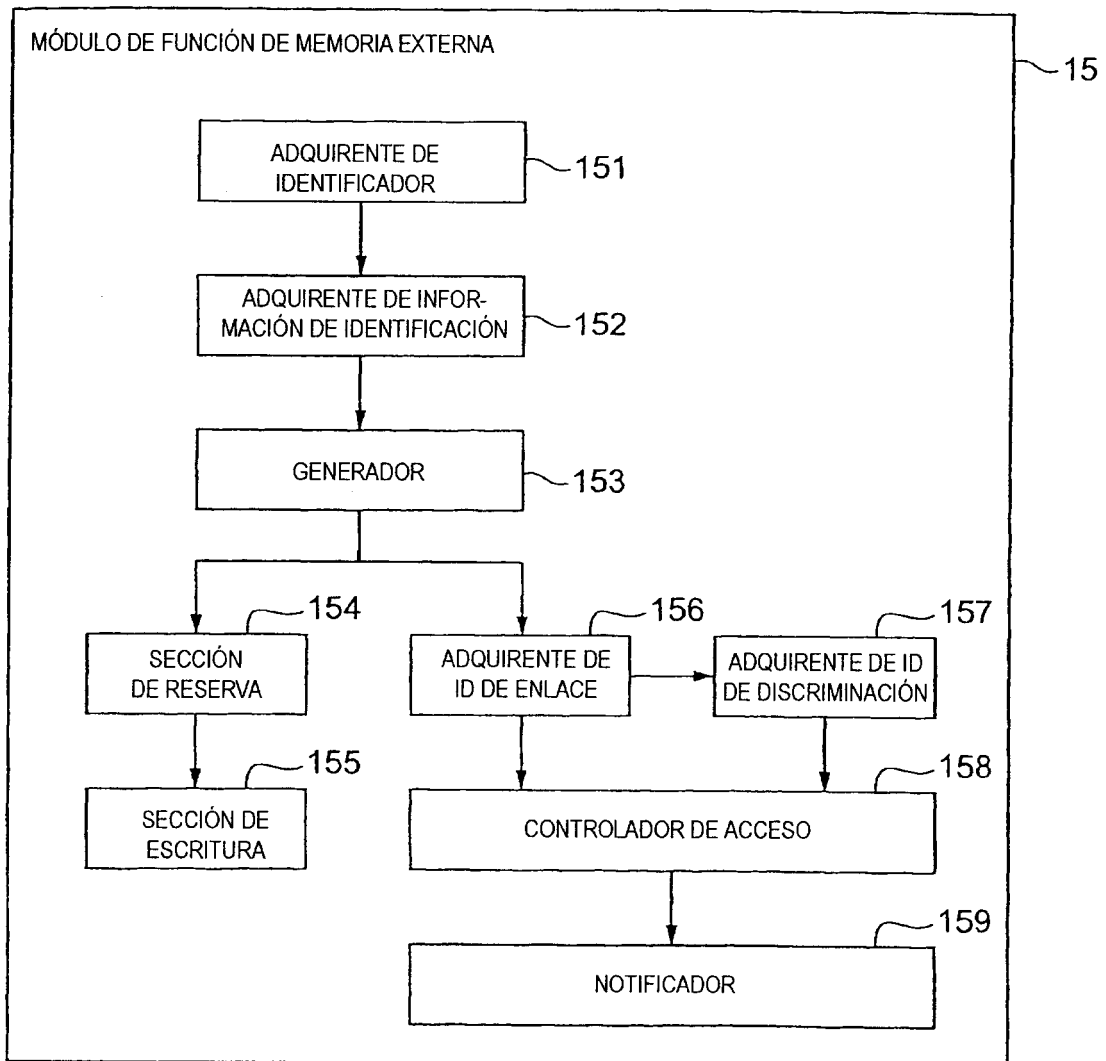 MÓDULO DE FUNCIÓN DE MEMORIA EXTERNA
15
ADQUIRENTE DE
IDENTIFICADOR
151
ADQUIRENTE DE INFOR-
MACIÓN DE IDENTIFICACIÓN
152
GENERADOR
153
154
SECCIÓN
DE RESERVA
156
ADQUIRENTE DE
ID DE ENLACE
157
ADQUIRENTE DE ID
DE DISCRIMINACIÓN
155
SECCIÓN DE
ESCRITURA
158
CONTROLADOR DE ACCESO
159
NOTIFICADOR